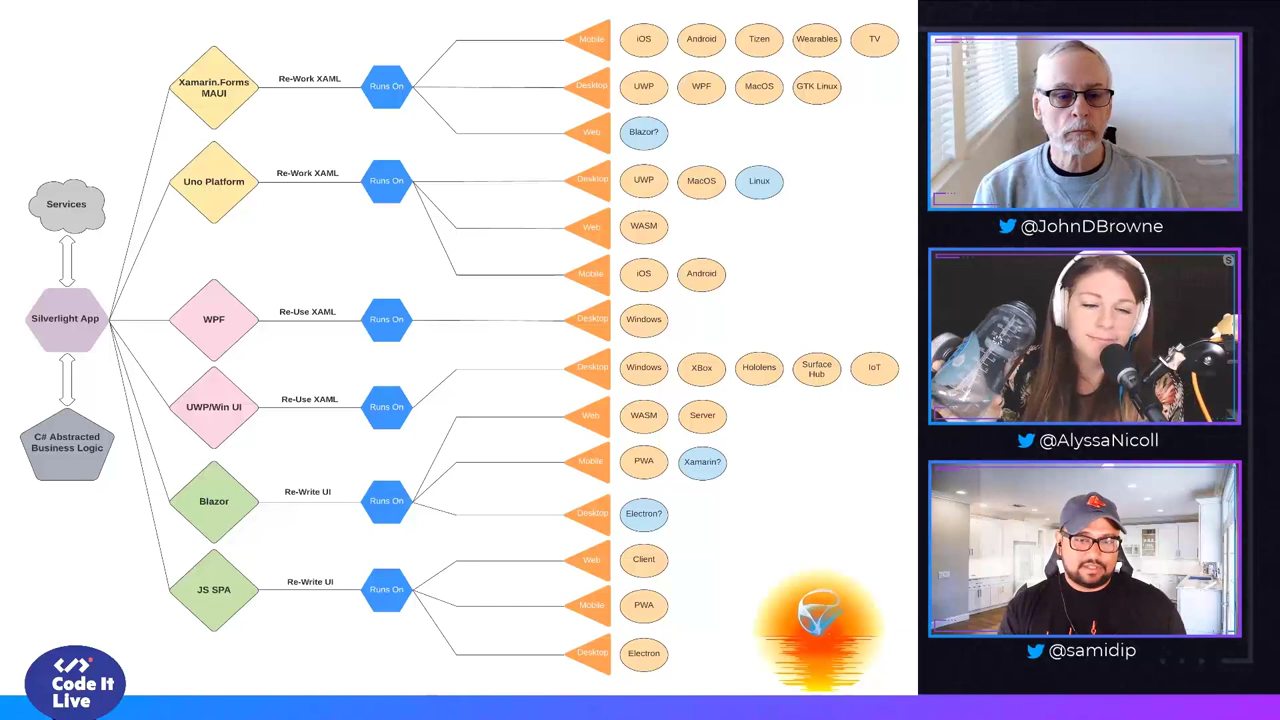 Services
Silverlight App
C# Abstracted
Business Logic
Xamarin.Forms
MAUI
Re-Work XAML
Runs On
Mobile
iOS
Android
Tizen
Wearables
TV
Desktop
UWP
WPF
MacOS
GTK Linux
Web
Blazor?
Uno Platform
Re-Work XAML
Runs On
Desktop
UWP
MacOS
Linux
Web
WASM
Mobile
iOS
Android
WPF
Re-Use XAML
Runs On
Desktop
Windows
UWP/Win UI
Re-Use XAML
Runs On
Desktop
Windows
XBox
Hololens
Surface
Hub
IoT
Blazor
Re-Write UI
Runs On
Web
WASM
Server
Mobile
PWA
Xamarin?
Desktop
Electron?
JS SPA
Re-Write UI
Runs On
Web
Client
Mobile
PWA
Desktop
Electron
Code It
Live
@JohnDBrowne
@AlyssaNicoll
@samidip